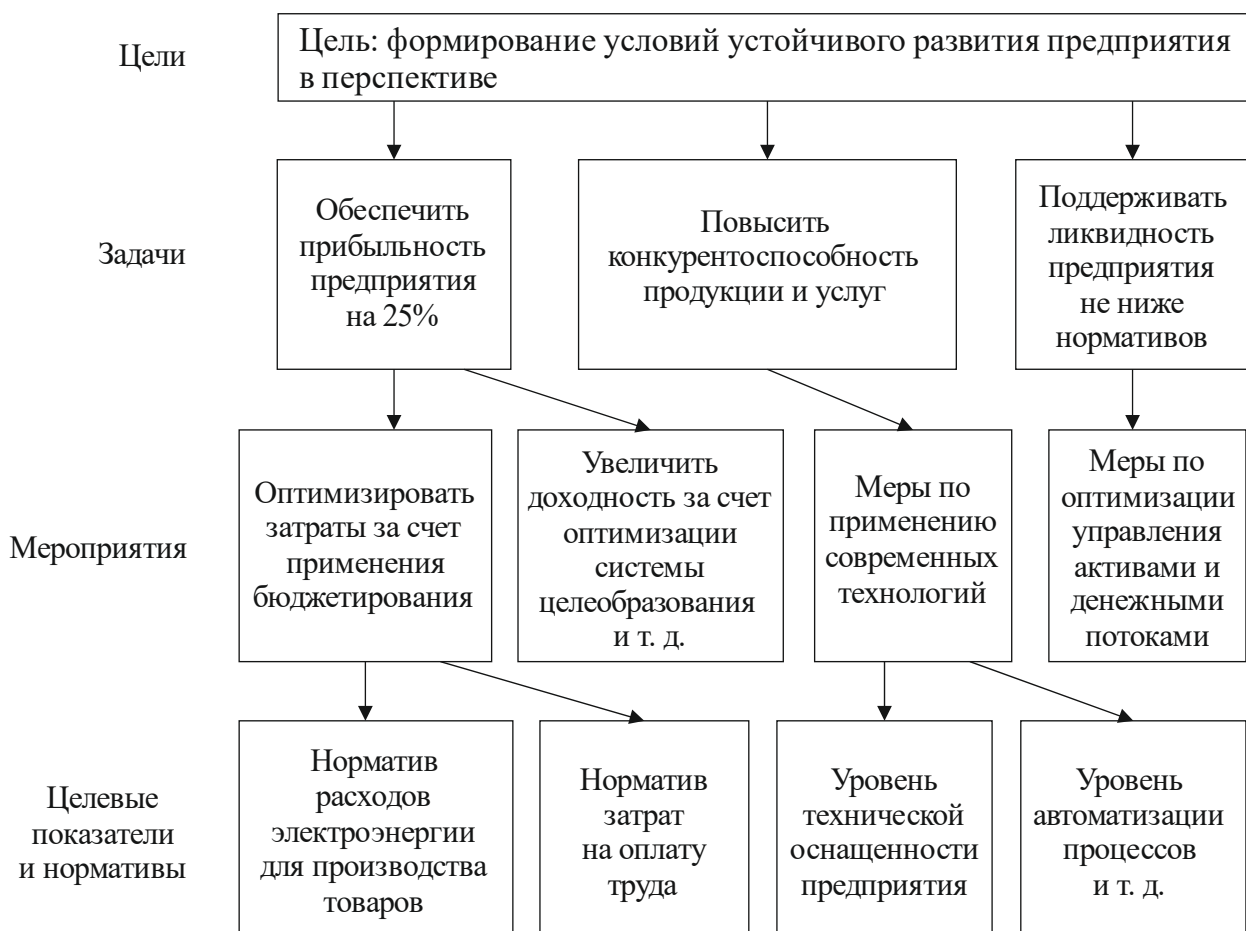 Цели
Цель: формирование условий устойчивого развития предприятия
в перспективе
Задачи
Обеспечить
прибыльность
предприятия
на 25%
Повысить
конкурентоспособность
продукции и услуг
Поддерживать
ликвидность
предприятия
не ниже
нормативов
Мероприятия
Оптимизировать
затраты за счет
применения
бюджетирования
Увеличить
доходность за счет
оптимизации
системы
целеобразования
и т. д.
Меры по
применению
современных
технологий
Меры по
оптимизации
управления
активами и
денежными
потоками
Целевые
показатели
и нормативы
Норматив
расходов
электроэнергии
для производства
товаров
Норматив
затрат
на оплату
труда
Уровень
технической
оснащенности
предприятия
Уровень
автоматизации
процессов
и т. д.